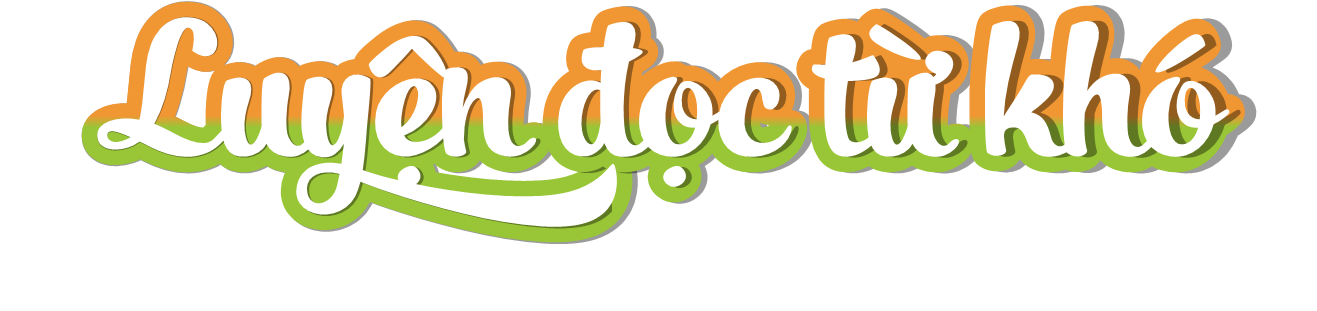 Luyện đọc từ khó